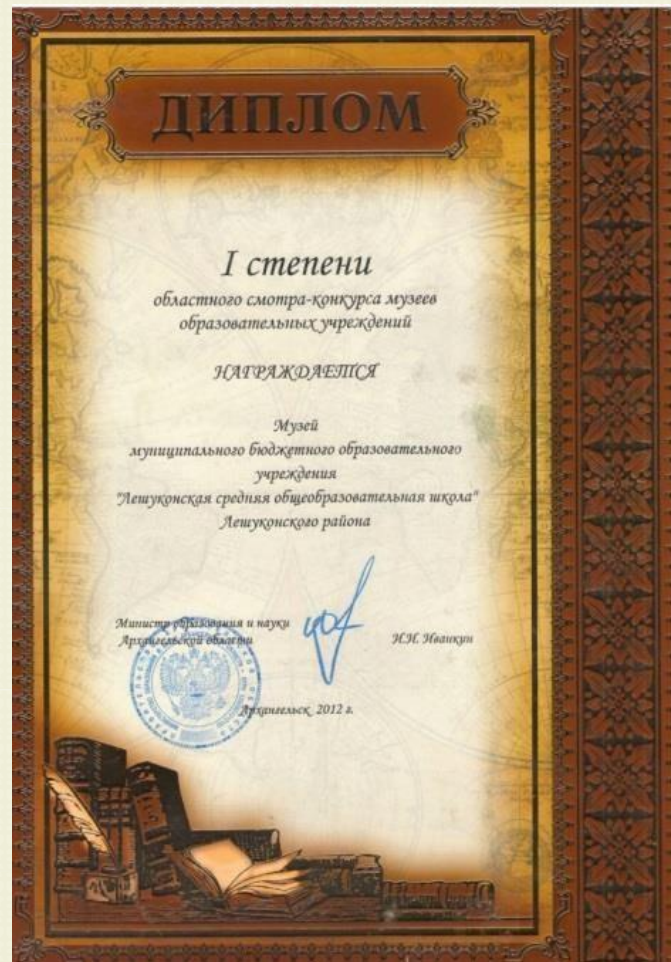 ДИПЛОМ
I степени
областного смотра-конкурса музеев
образовательных учреждений
НАГРАЖДАЕТСЯ
Музей
муниципального бюджетного образовательного
учреждения
"Лешуконская средняя общеобразовательная школа"
Лешуконского района
Министр образования и науки
Архангельской области
И.И. Иванкин
Архангельск 2012 г.